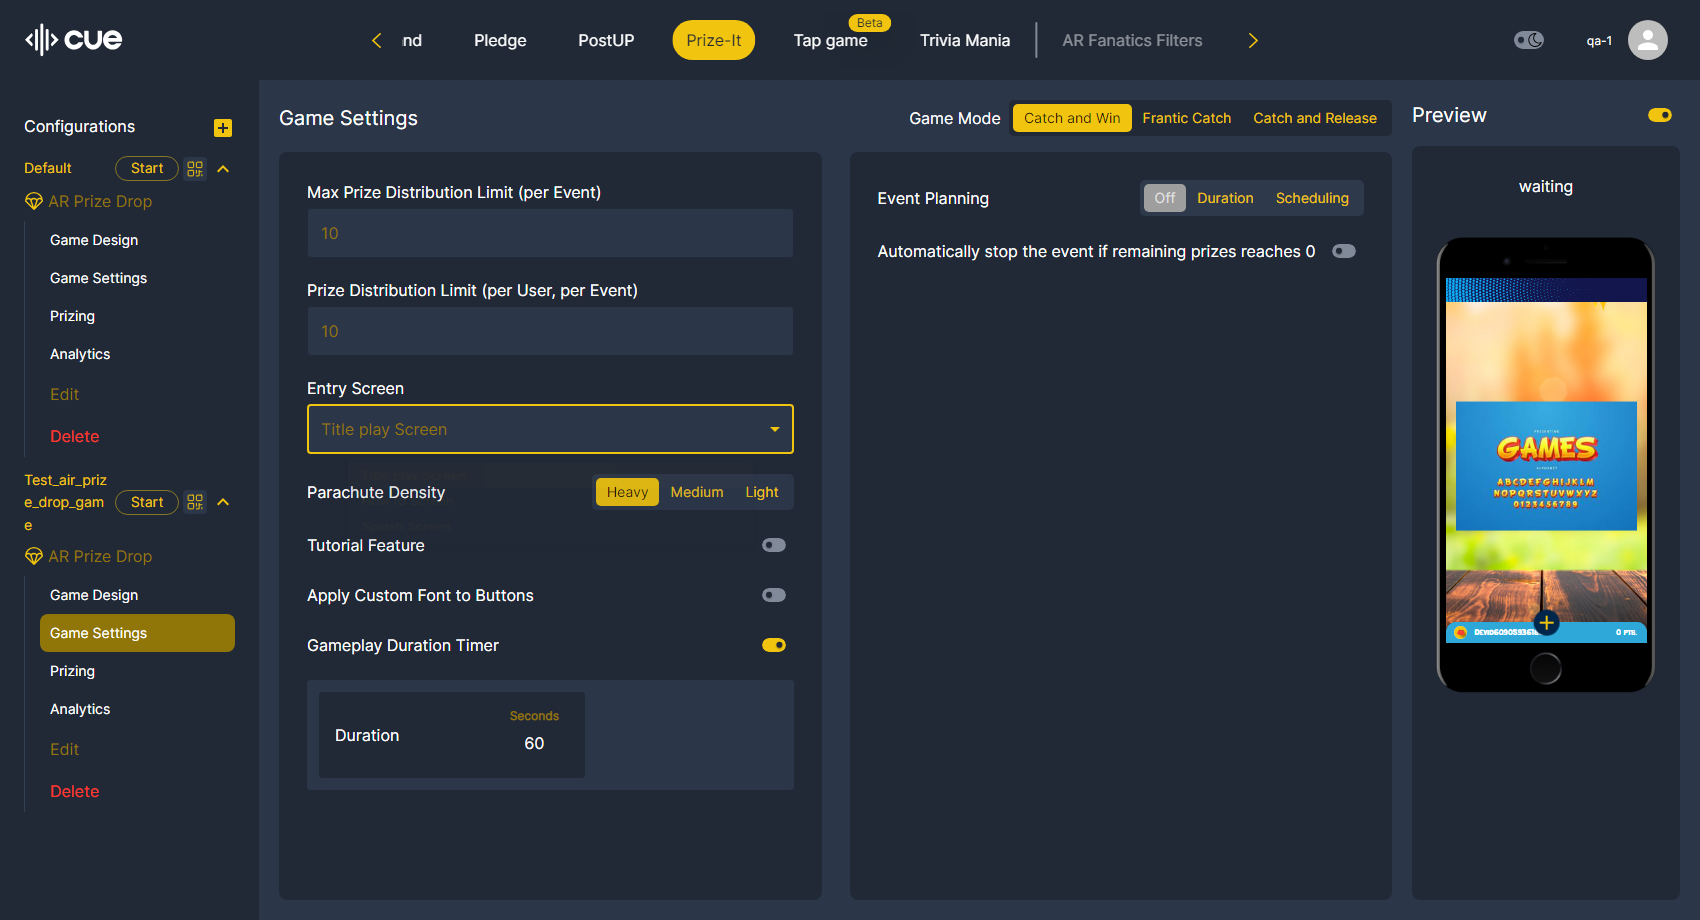 cue
nd
Pledge
PostUP
Prize-It
Beta
Tap game
Trivia Mania
AR Fanatics Filters
qa-1
Configurations
Default
Start
AR Prize Drop
Game Design
Game Settings
Prizing
Analytics
Edit
Delete
Test_air_priz
e_drop_gam
e
Start
AR Prize Drop
Game Design
Game Settings
Prizing
Analytics
Edit
Delete
Game Settings
Game Mode
Catch and Win
Frantic Catch
Catch and Release
Max Prize Distribution Limit (per Event)
10
Prize Distribution Limit (per User, per Event)
10
Entry Screen
Title play Screen
Parachute Density
Heavy
Medium
Light
Tutorial Feature
Apply Custom Font to Buttons
Gameplay Duration Timer
Duration
Seconds
60
Event Planning
Off
Duration
Scheduling
Automatically stop the event if remaining prizes reaches 0
Preview
waiting
PRESENTING
GAMES
ALPHABET
ABCDEFGHIJKLM
NOPQRSTUVWXYZ
0123456789
0 PTS.